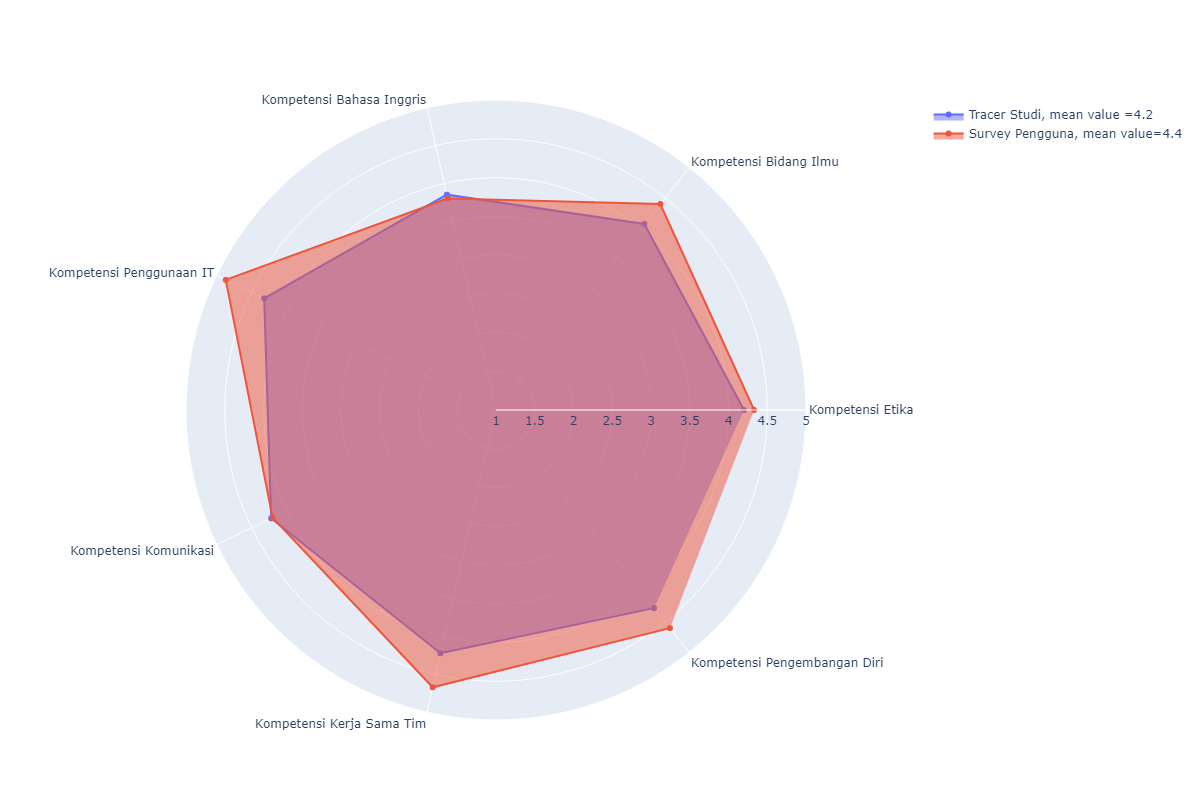 Kompetensi Bahasa Inggris
Tracer Studi, mean value =4.2
Survey Pengguna, mean value=4.4
Kompetensi Bidang Ilmu
Kompetensi Penggunaan IT
Kompetensi Etika
1 1.5 2 2.5 3 3.5 4 4.5 5
Kompetensi Komunikasi
Kompetensi Pengembangan Diri
Kompetensi Kerja Sama Tim